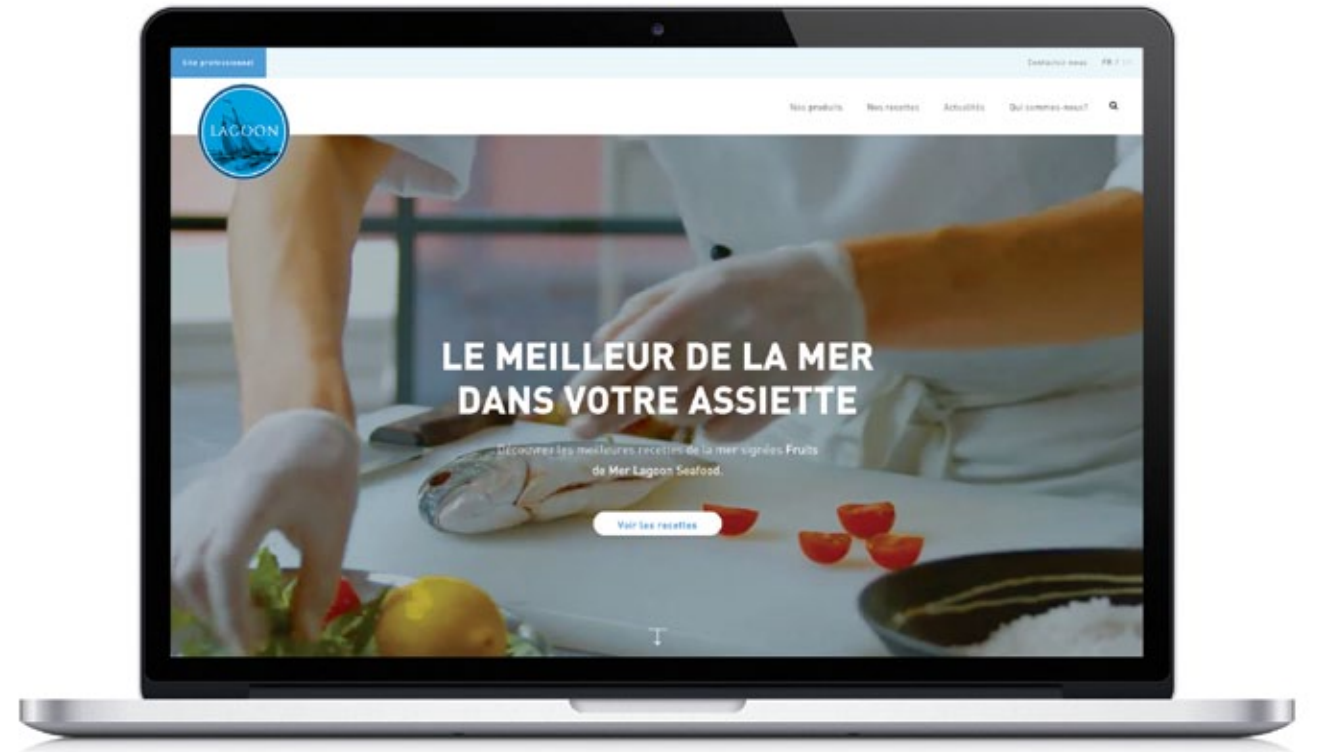 Site professionnel
Contactez-nous FR /
LAGOON
Nos produits Nos recettes Actualités Qui sommes-nous?
LE MEILLEUR DE LA MER
DANS VOTRE ASSIETTE
Découvrez les meilleures recettes de la mer signées Fruits
de Mer Lagoon Seafood.
Voir les recettes